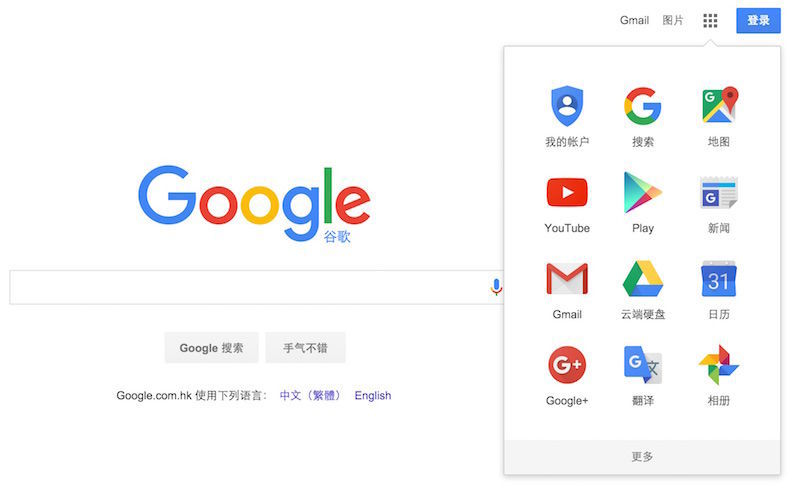 Gmail 图片 登录
Google
谷歌
Google 搜索 手气不错
Google.com.hk 使用下列语言： 中文（繁體） English
G
我的帐户 搜索 地图
G
YouTube Play 新闻
31
Gmail 云端硬盘 日历
G+ G 文
Google+ 翻译 相册
更多